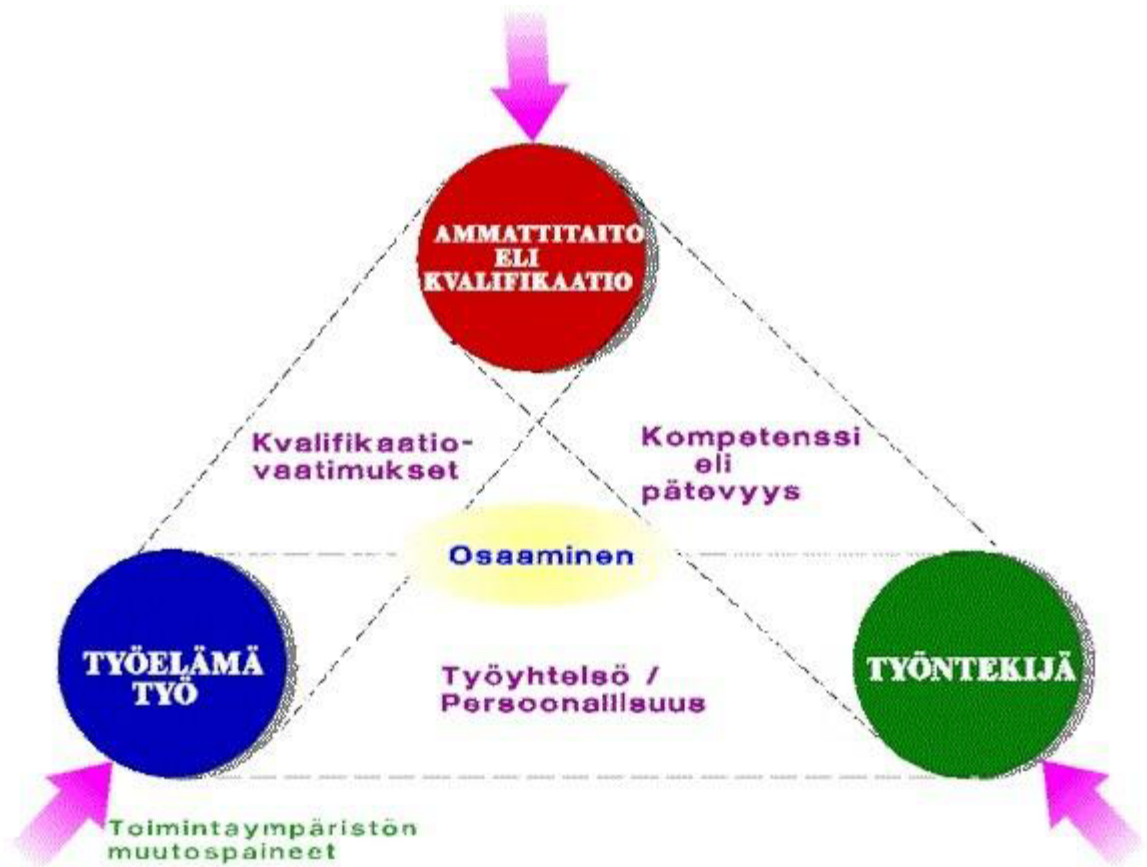 AMMATTITAITO
ELI
KVALIFIKAATIO
Kvalifikaatio-
vaatimukset
Kompetenssi
eli
pätevyys
Osaaminen
TYÖELÄMÄ
TYÖ
Työyhteisö /
Persoonallisuus
TYÖNTEKIJÄ
Toimintaympäristön
muutospaineet